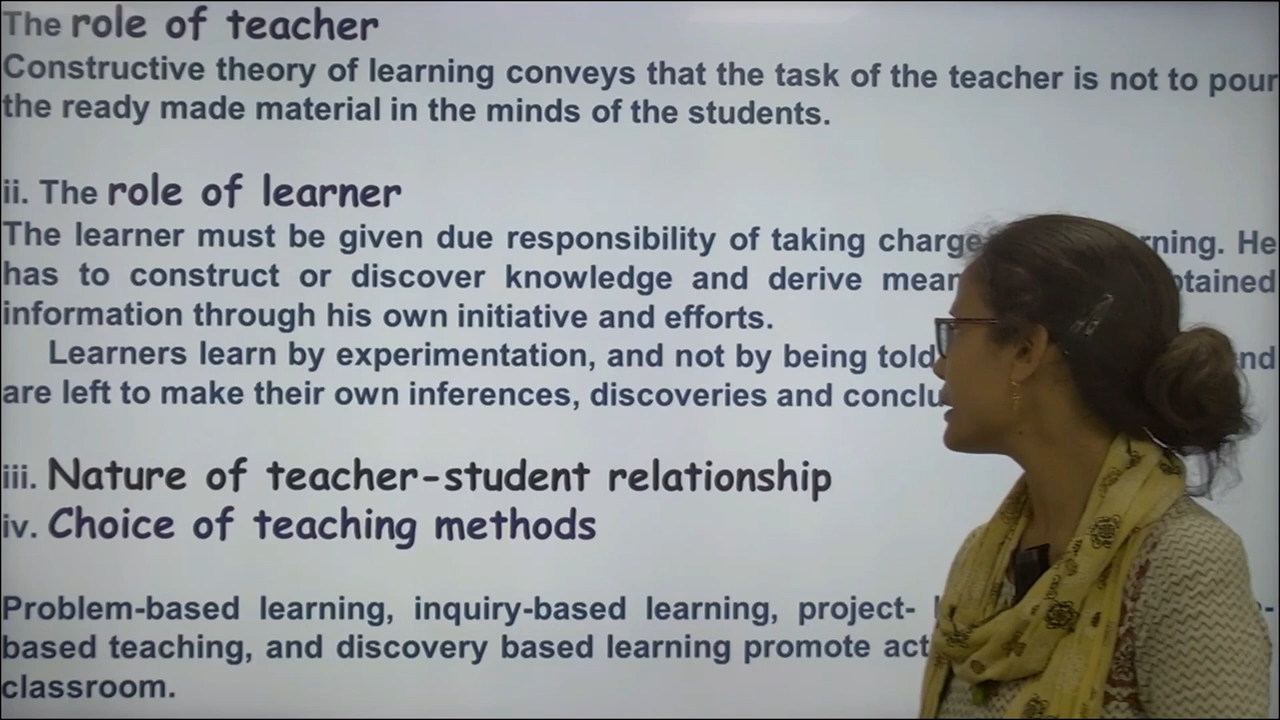 The role of teacher
Constructive theory of learning conveys that the task of the teacher is not to pour
the ready made material in the minds of the students.
ii. The role of learner
The learner must be given due responsibility of taking charge rning. He
has to construct or discover knowledge and derive mean tained
information through his own initiative and efforts.
Learners learn by experimentation, and not by being told nd
are left to make their own inferences, discoveries and conclu
iii. Nature of teacher-student relationship
iv. Choice of teaching methods
Problem-based learning, inquiry-based learning, project-
based teaching, and discovery based learning promote act
classroom.